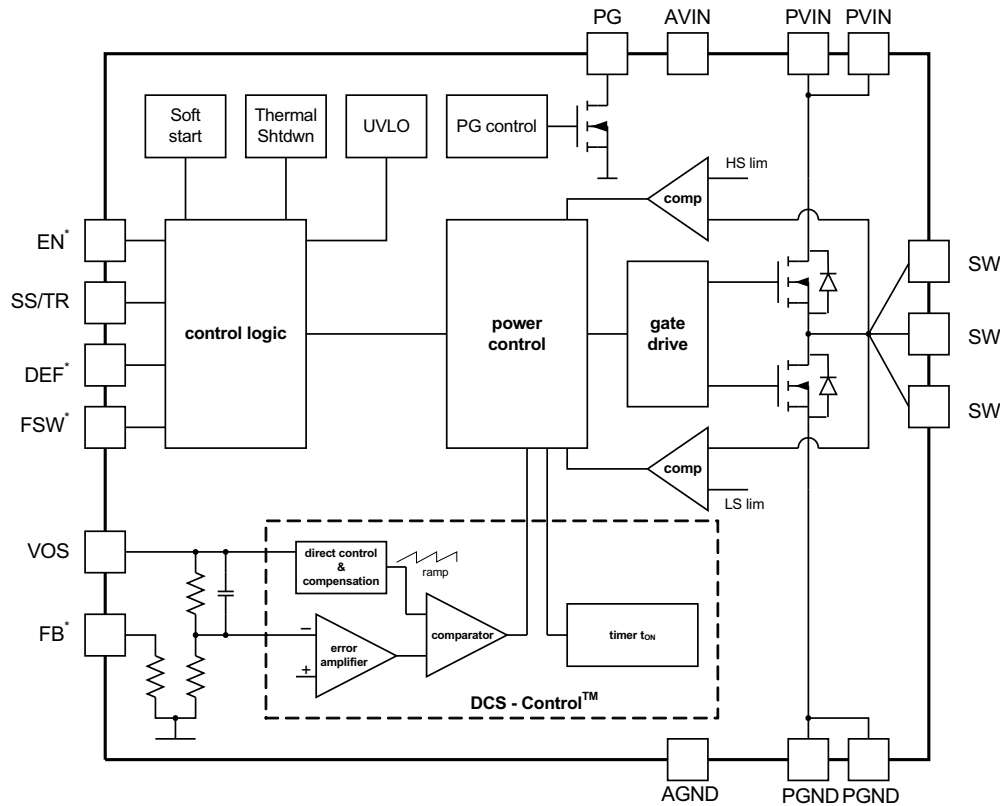 PG
AVIN
PVIN
PVIN
Soft
start
Thermal
Shtdwn
UVLO
PG control
HS lim
comp
EN*
SS/TR
DEF*
FSW*
control logic
power
control
gate
drive
SW
SW
SW
comp
LS lim
VOS
FB*
direct control
&
compensation
ramp
comparator
−
error
amplifier
+
timer tON
DCS - Control™
AGND
PGND
PGND